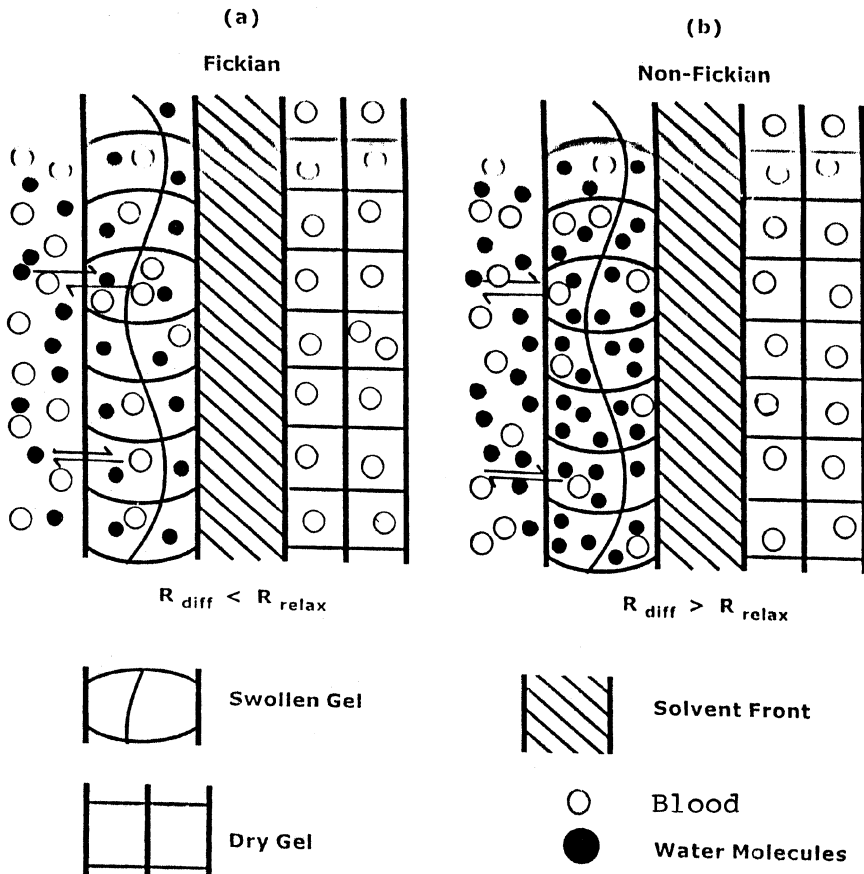 (a)
Fickian
(b)
Non-Fickian
R diff < R relax
R diff > R relax
Swollen Gel
Solvent Front
Dry Gel
Blood
Water Molecules